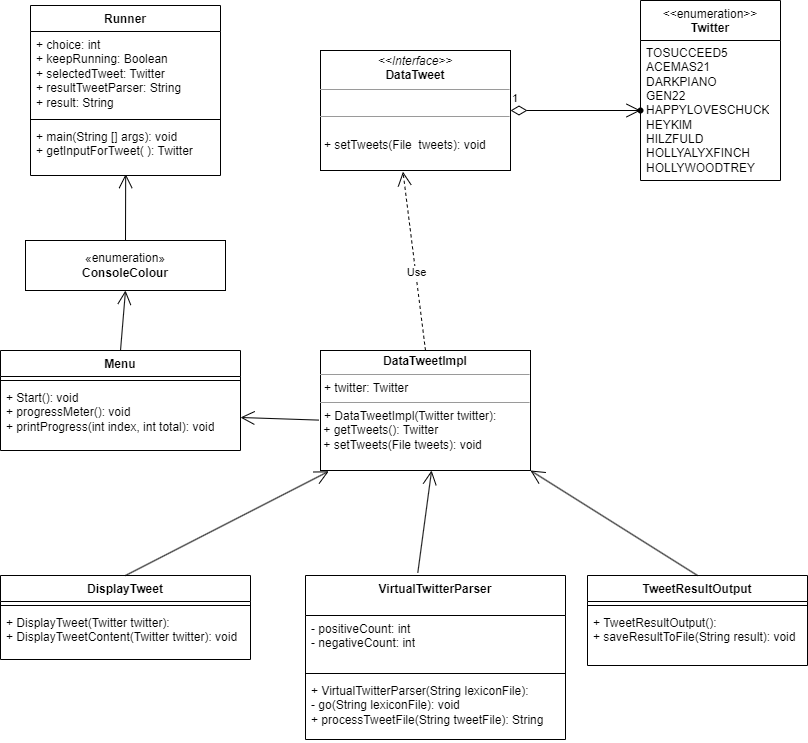 Runner
+ choice: int
+ keepRunning: Boolean
+ selectedTweet: Twitter
+ resultTweetParser: String
+ result: String
+ main(String [] args): void
+ getInputForTweet( ): Twitter
<<Interface>>
DataTweet
+ setTweets(File  tweets): void
1
<<enumeration>>
Twitter
TOSUCCEED5
ACEMAS21
DARKPIANO
GEN22
HAPPYLOVESCHUCK
HEYKIM
HILZFULD
HOLLYALYXFINCH
HOLLYWOODTREY
«enumeration»
ConsoleColour
Use
Menu
+ Start(): void
+ progressMeter(): void
+ printProgress(int index, int total): void
DataTweetImpl
+ twitter: Twitter
+ DataTweetImpl(Twitter twitter):
+ getTweets(): Twitter
+ setTweets(File tweets): void
DisplayTweet
+ DisplayTweet(Twitter twitter):
+ DisplayTweetContent(Twitter twitter): void
VirtualTwitterParser
- positiveCount: int
- negativeCount: int
+ VirtualTwitterParser(String lexiconFile):
- go(String lexiconFile): void
+ processTweetFile(String tweetFile): String
TweetResultOutput
+ TweetResultOutput():
+ saveResultToFile(String result): void